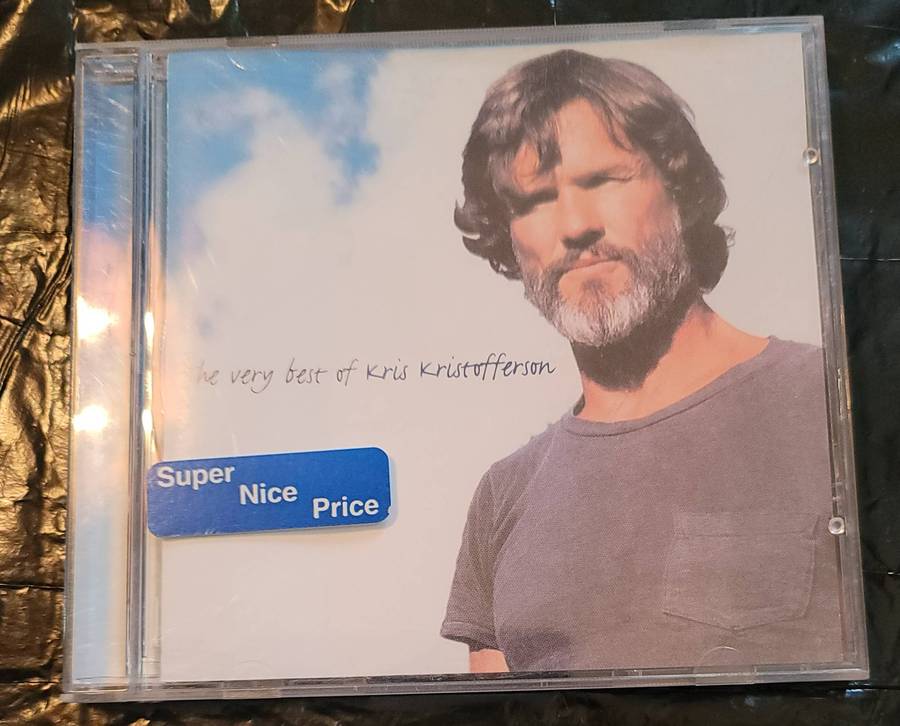 he very best of Kris Kristofferson
Super
Nice
Price